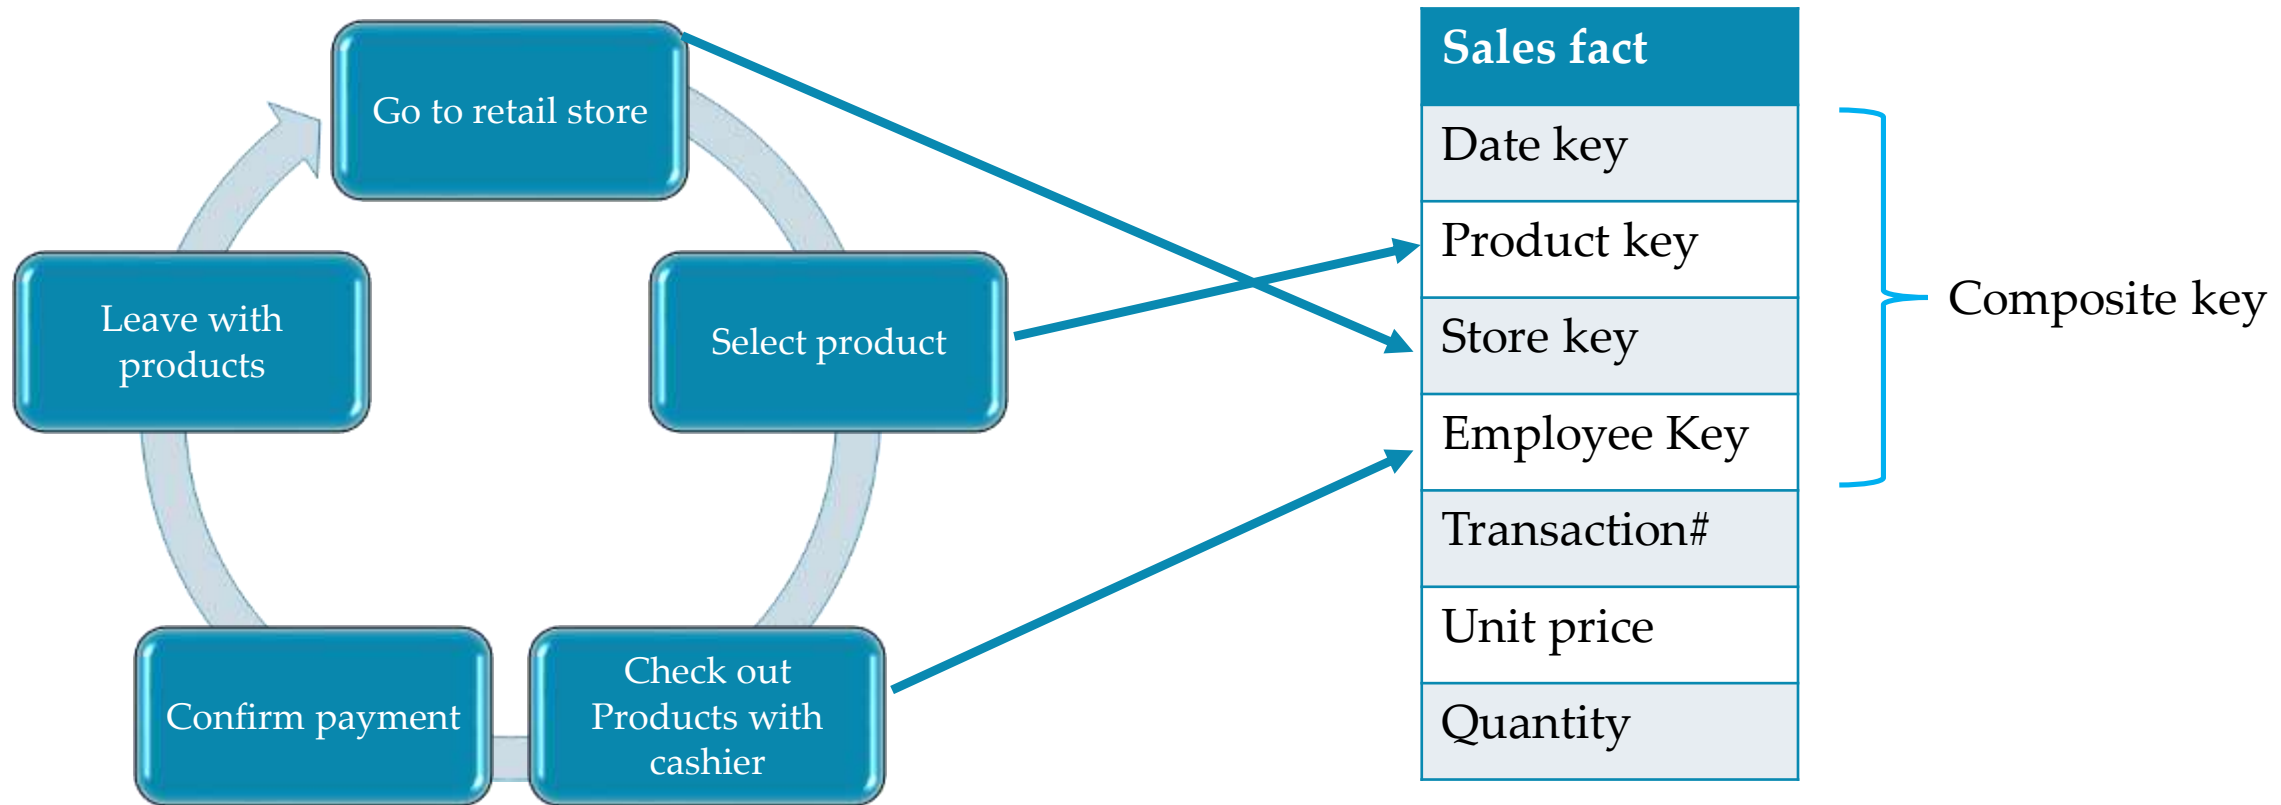 Go to retail store
Select product
Check out
Products with
cashier
Confirm payment
Leave with
products
Sales fact
Date key
Product key
Store key
Employee Key
Transaction#
Unit price
Quantity
Composite key